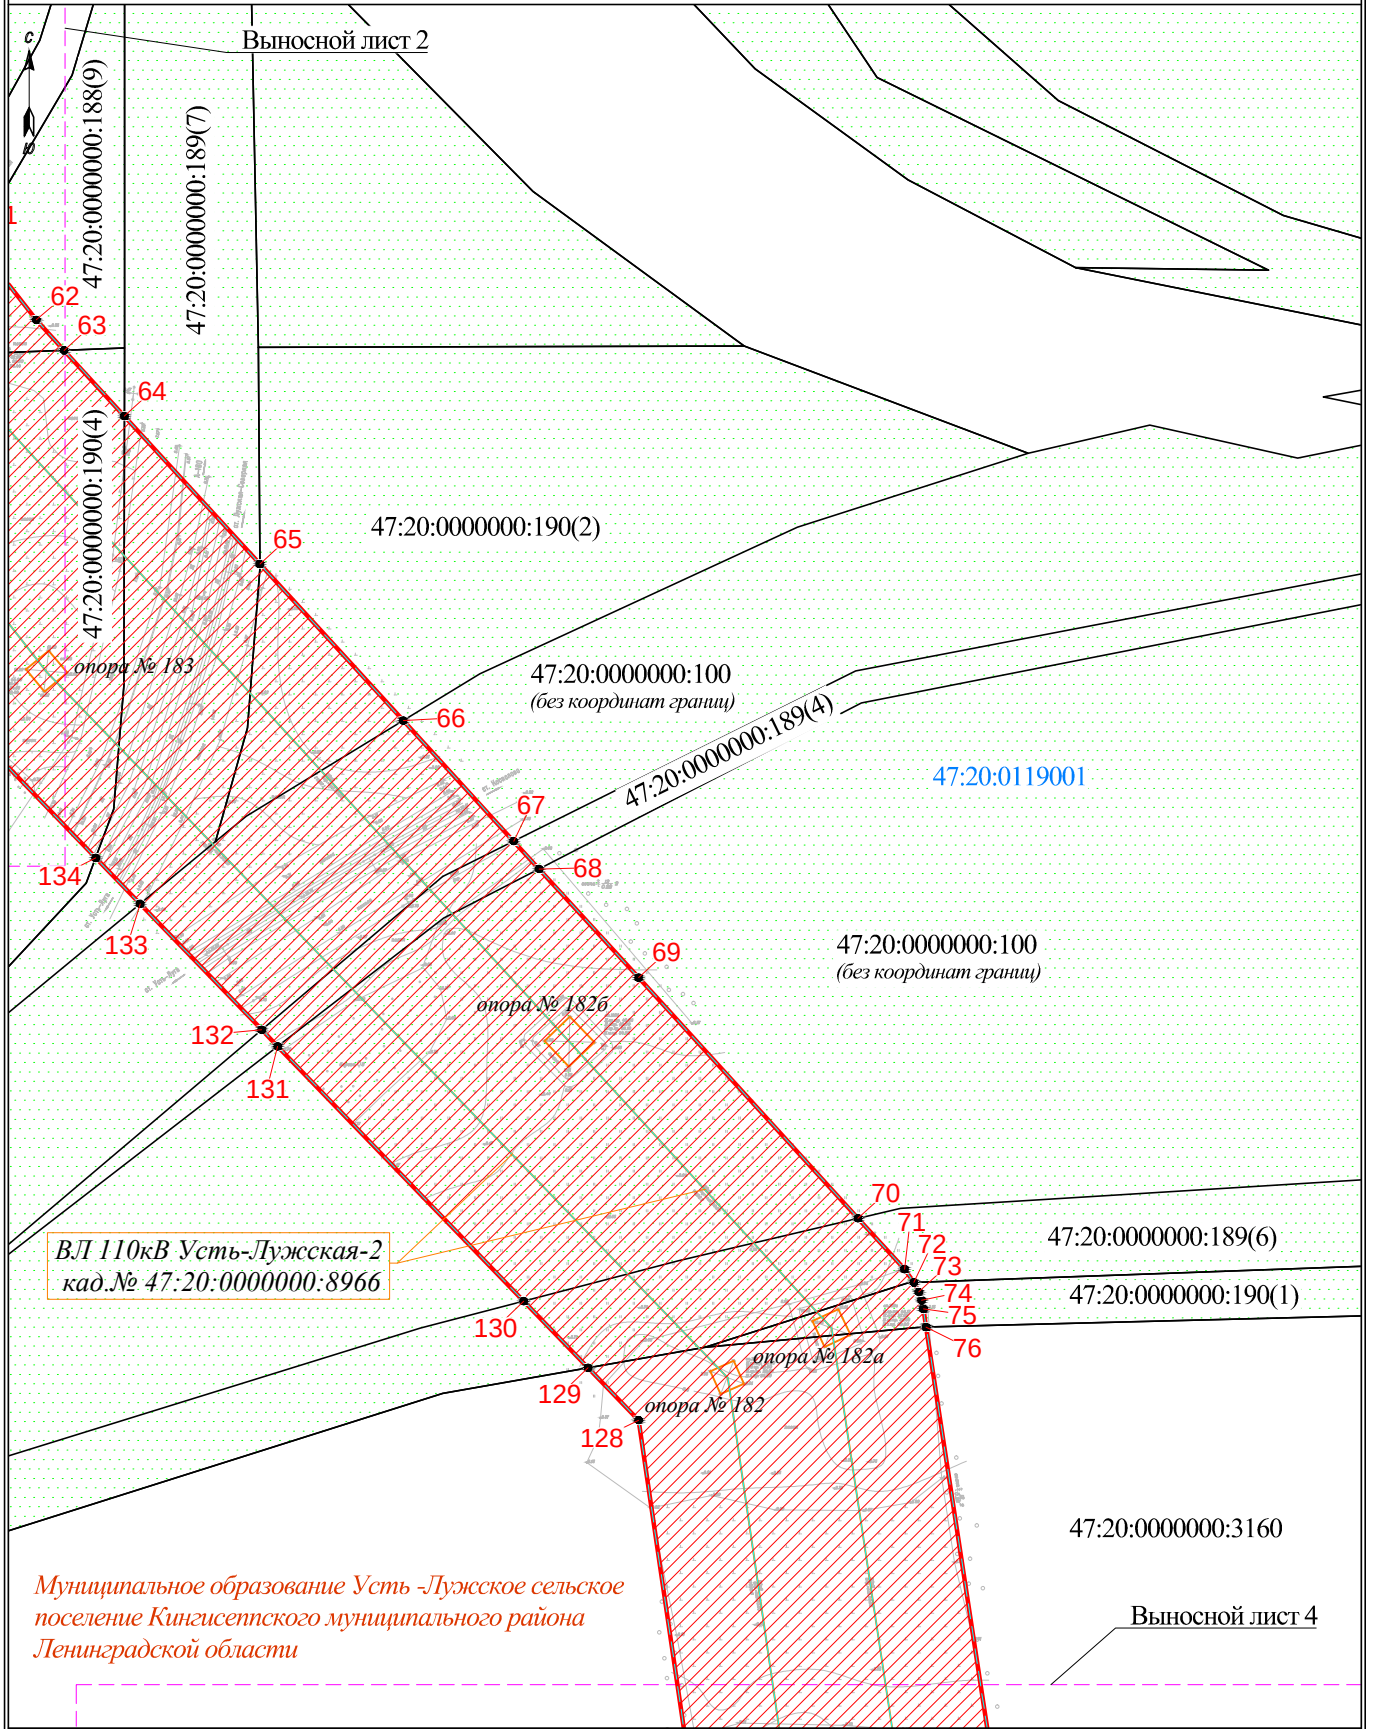 Выносной лист 2
С
Ю
47:20:0000000:188(9)
47:20:0000000:189(7)
1
62
63
64
47:20:0000000:190(4)
65
47:20:0000000:190(2)
опора № 183
47:20:0000000:100
(без координат границ)
66
47:20:0000000:189(4)
47:20:0119001
67
68
134
133
47:20:0000000:100
(без координат границ)
69
опора № 182б
132
131
70
71
72
73
74
75
76
47:20:0000000:189(6)
47:20:0000000:190(1)
ВЛ 110кВ Усть-Лужская-2
кад.№ 47:20:0000000:8966
130
опора № 182а
129
опора № 182
128
47:20:0000000:3160
Муниципальное образование Усть -Лужское сельское
поселение Кингисеппского муниципального района
Ленинградской области
Выносной лист 4